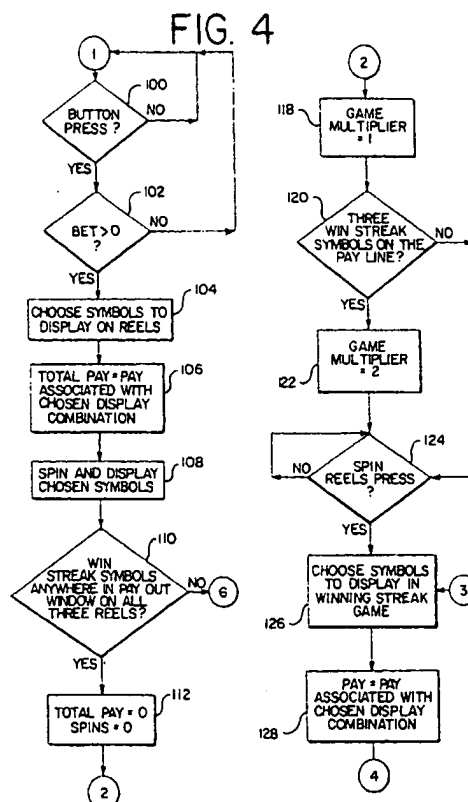 FIG. 4
1
100
BUTTON
PRESS ?
NO
YES
102
BET>0
?
NO
YES
104
CHOOSE SYMBOLS TO
DISPLAY ON REELS
106
TOTAL PAY = PAY
ASSOCIATED WITH
CHOSEN DISPLAY
COMBINATION
108
SPIN AND DISPLAY
CHOSEN SYMBOLS
110
WIN
STREAK SYMBOLS
ANYWHERE IN PAY OUT
WINDOW ON ALL
THREE REELS?
NO
6
YES
112
TOTAL PAY = 0
SPINS = 0
2
2
118
GAME
MULTIPLIER
= 1
120
THREE
WIN STREAK
SYMBOLS ON THE
PAY LINE?
NO
YES
GAME
MULTIPLIER
= 2
122
124
SPIN
REELS PRESS
?
NO
YES
CHOOSE SYMBOLS
TO DISPLAY IN
WINNING STREAK
GAME
126
3
PAY = PAY
ASSOCIATED WITH
CHOSEN DISPLAY
COMBINATION
128
4